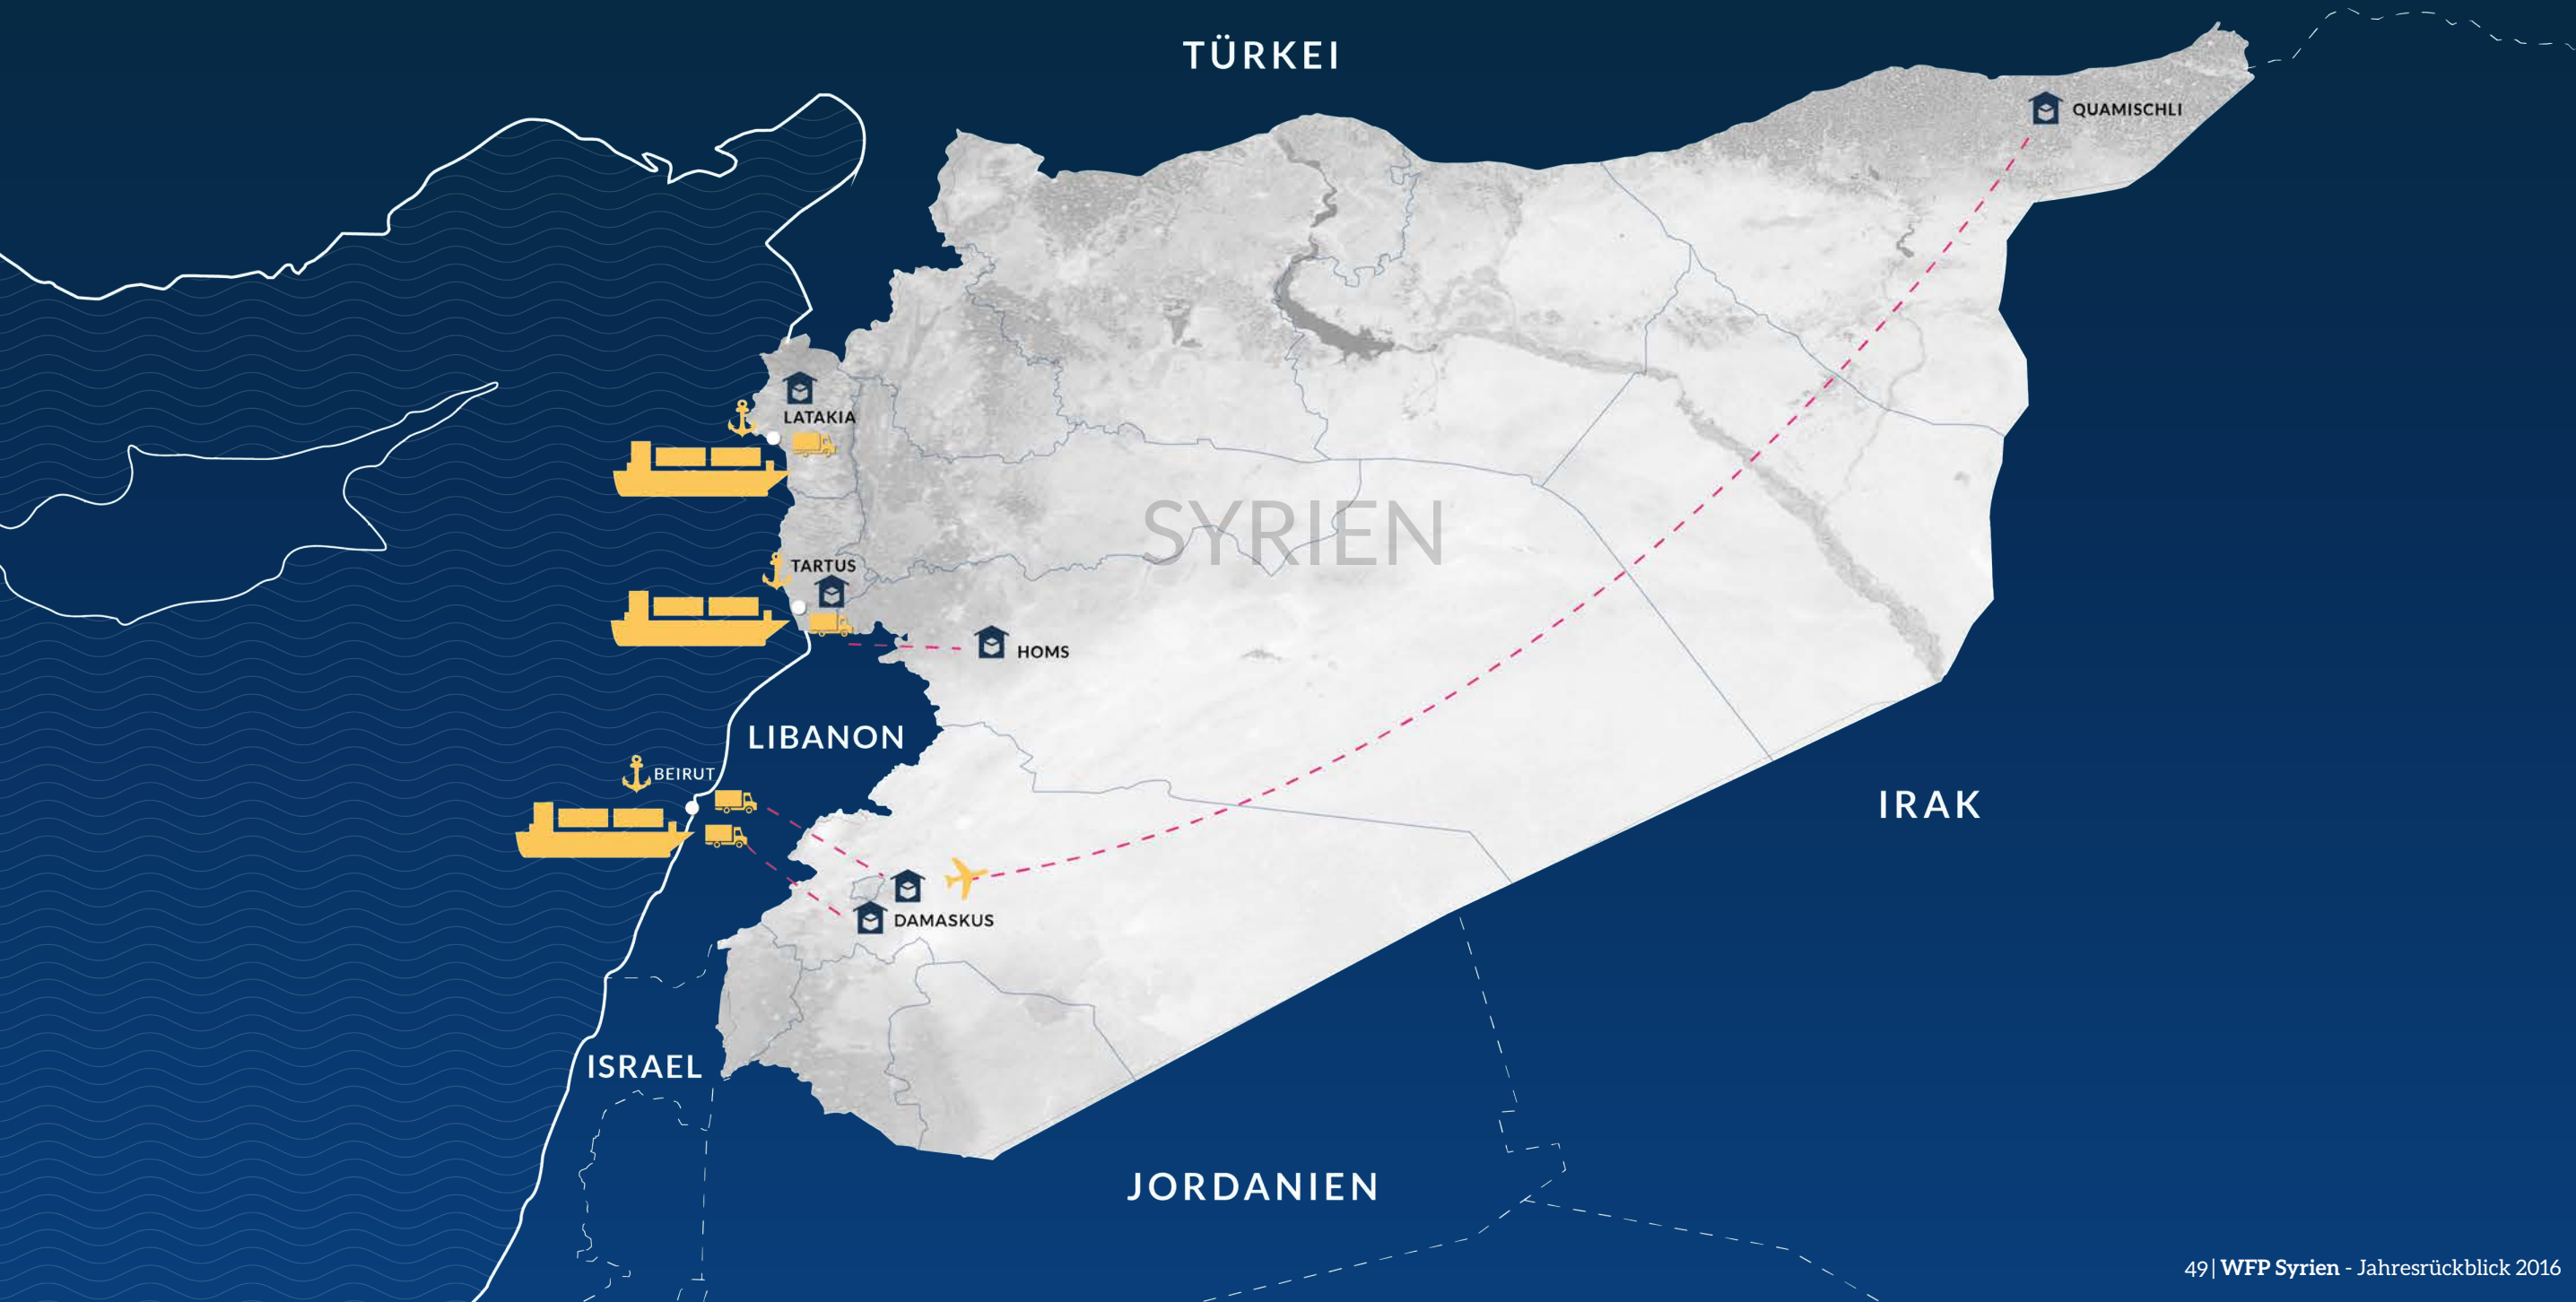 TÜRKEI
QUAMISCHLI
LATAKIA
SYRIEN
TARTUS
HOMS
LIBANON
BEIRUT
IRAK
DAMASKUS
ISRAEL
JORDANIEN
49| WFP Syrien - Jahresrückblick 2016